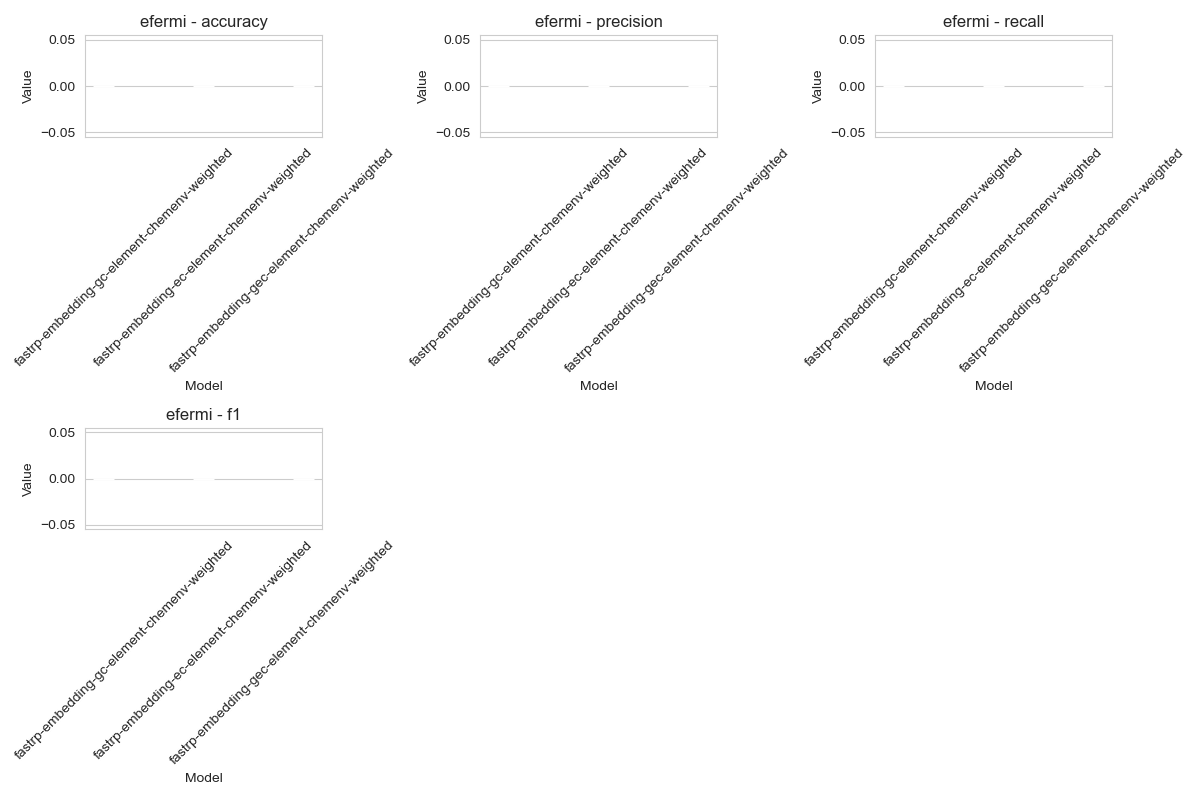 efermi - accuracy
0.05
0.00
−0.05
Value
fastrp-embedding-gc-element-chemenv-weighted
fastrp-embedding-ec-element-chemenv-weighted
fastrp-embedding-gec-element-chemenv-weighted
Model
efermi - precision
0.05
0.00
−0.05
Value
fastrp-embedding-gc-element-chemenv-weighted
fastrp-embedding-ec-element-chemenv-weighted
fastrp-embedding-gec-element-chemenv-weighted
Model
efermi - recall
0.05
0.00
−0.05
Value
fastrp-embedding-gc-element-chemenv-weighted
fastrp-embedding-ec-element-chemenv-weighted
fastrp-embedding-gec-element-chemenv-weighted
Model
efermi - f1
0.05
0.00
−0.05
Value
fastrp-embedding-gc-element-chemenv-weighted
fastrp-embedding-ec-element-chemenv-weighted
fastrp-embedding-gec-element-chemenv-weighted
Model